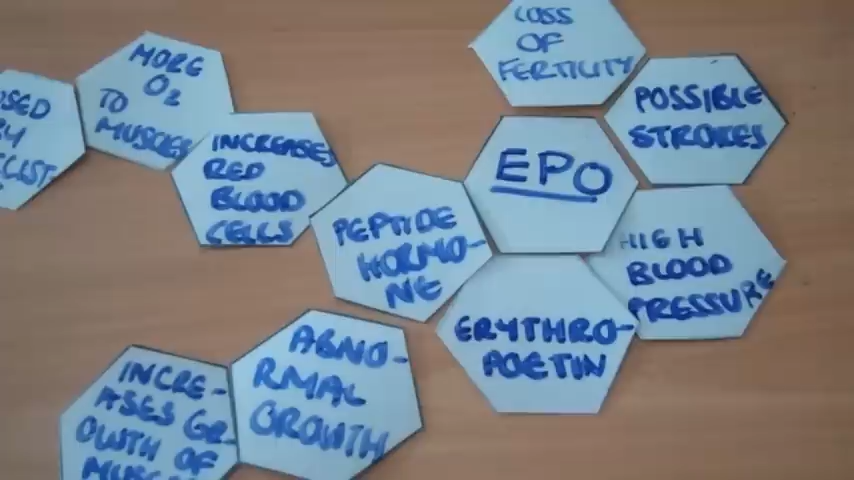 LOSS
OF
FERTILITY
POSSIBLE
STROKES
MORE
O2
TO
MUSCLES
INCREASES
RED
BLOOD
CELLS
EPO
PEPTIDE
HORMO-
NE
HIGH
BLOOD
PRESSURE
ERYTHRO-
POETIN
ABNO-
RMAL
GROWTH
INCRE-
ASES GR-
OWTH OF